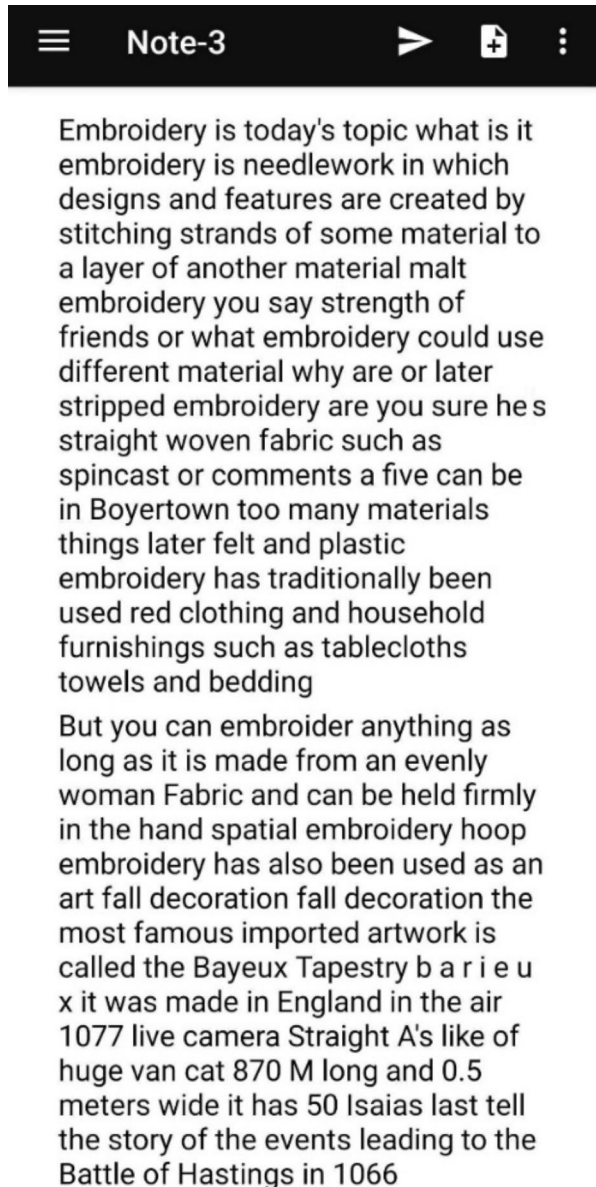 Note-3
Embroidery is today's topic what is it
embroidery is needlework in which
designs and features are created by
stitching strands of some material to
a layer of another material malt
embroidery you say strength of
friends or what embroidery could use
different material why are or later
stripped embroidery are you sure he s
straight woven fabric such as
spincast or comments a five can be
in Boyertown too many materials
things later felt and plastic
embroidery has traditionally been
used red clothing and household
furnishings such as tablecloths
towels and bedding
But you can embroider anything as
long as it is made from an evenly
woman Fabric and can be held firmly
in the hand spatial embroidery hoop
embroidery has also been used as an
art fall decoration fall decoration the
most famous imported artwork is
called the Bayeux Tapestry b a r i e u
x it was made in England in the air
1077 live camera Straight A's like of
huge van cat 870 M long and 0.5
meters wide it has 50 Isaias last tell
the story of the events leading to the
Battle of Hastings in 1066